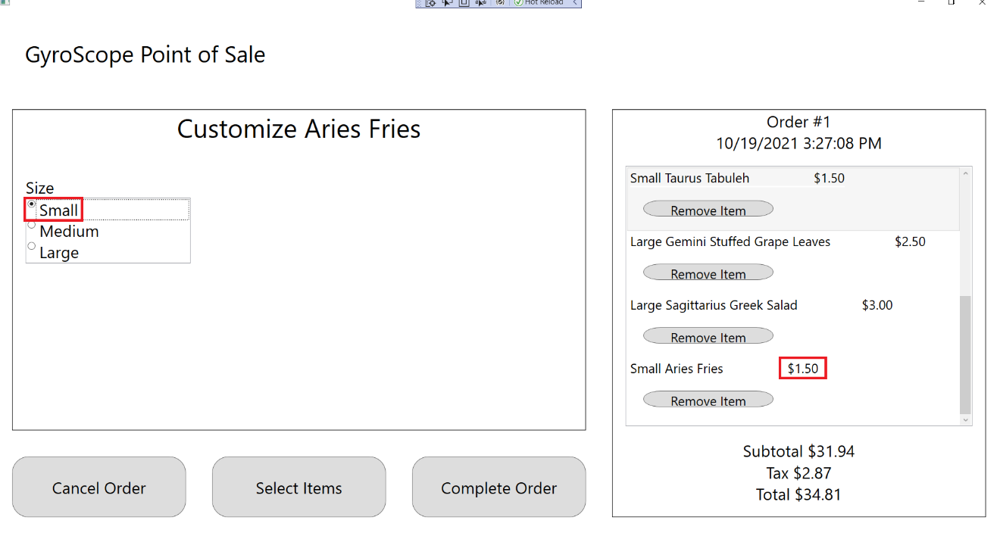 Hot Reload
GyroScope Point of Sale
Customize Aries Fries
Size
Small
Medium
Large
Cancel Order
Select Items
Complete Order
Order #1
10/19/2021 3:27:08 PM
Small Taurus Tabuleh $1.50
Remove Item
Large Gemini Stuffed Grape Leaves $2.50
Remove Item
Large Sagittarius Greek Salad $3.00
Remove Item
Small Aries Fries $1.50
Remove Item
Subtotal $31.94
Tax $2.87
Total $34.81